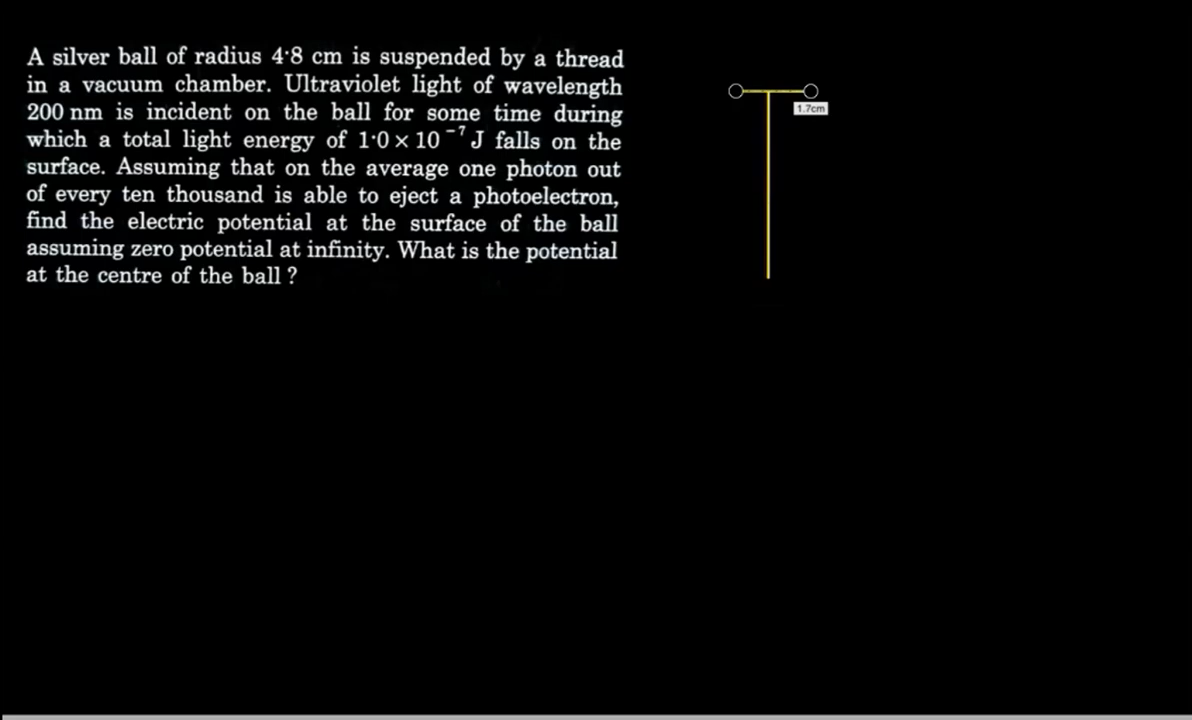 A silver ball of radius 4·8 cm is suspended by a thread
in a vacuum chamber. Ultraviolet light of wavelength
200 nm is incident on the ball for some time during
which a total light energy of 1·0 × 10⁻⁷ J falls on the
surface. Assuming that on the average one photon out
of every ten thousand is able to eject a photoelectron,
find the electric potential at the surface of the ball
assuming zero potential at infinity. What is the potential
at the centre of the ball ?
1.7cm